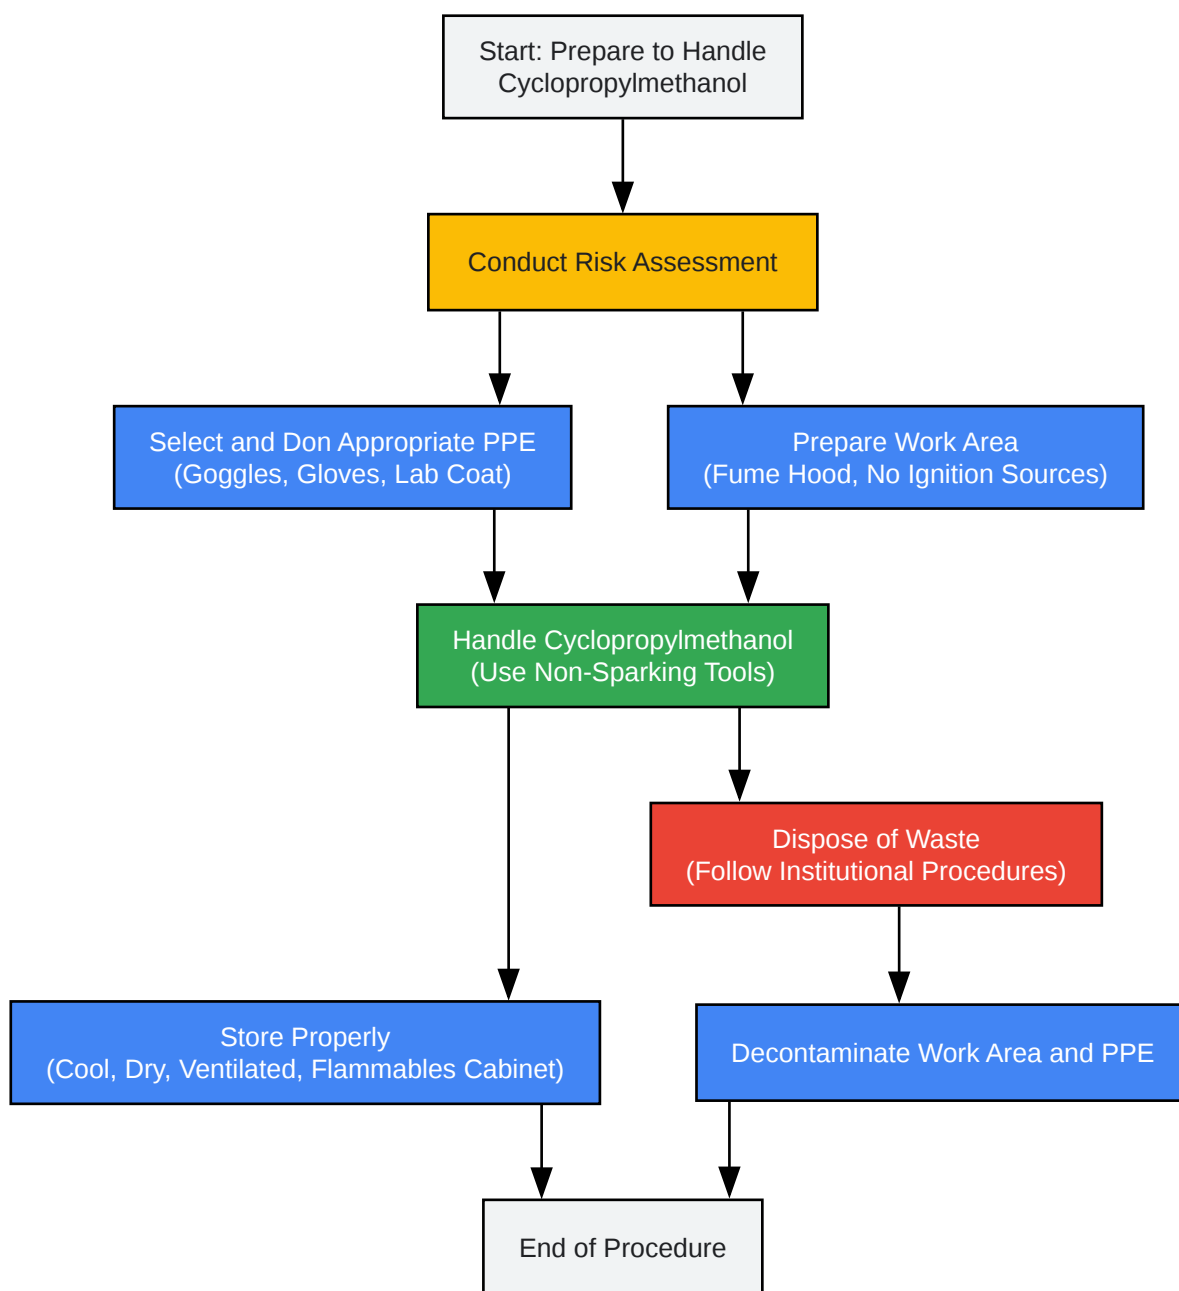 Start: Prepare to Handle
Cyclopropylmethanol
Conduct Risk Assessment
Select and Don Appropriate PPE
(Goggles, Gloves, Lab Coat)
Prepare Work Area
(Fume Hood, No Ignition Sources)
Handle Cyclopropylmethanol
(Use Non-Sparking Tools)
Dispose of Waste
(Follow Institutional Procedures)
Store Properly
(Cool, Dry, Ventilated, Flammables Cabinet)
Decontaminate Work Area and PPE
End of Procedure